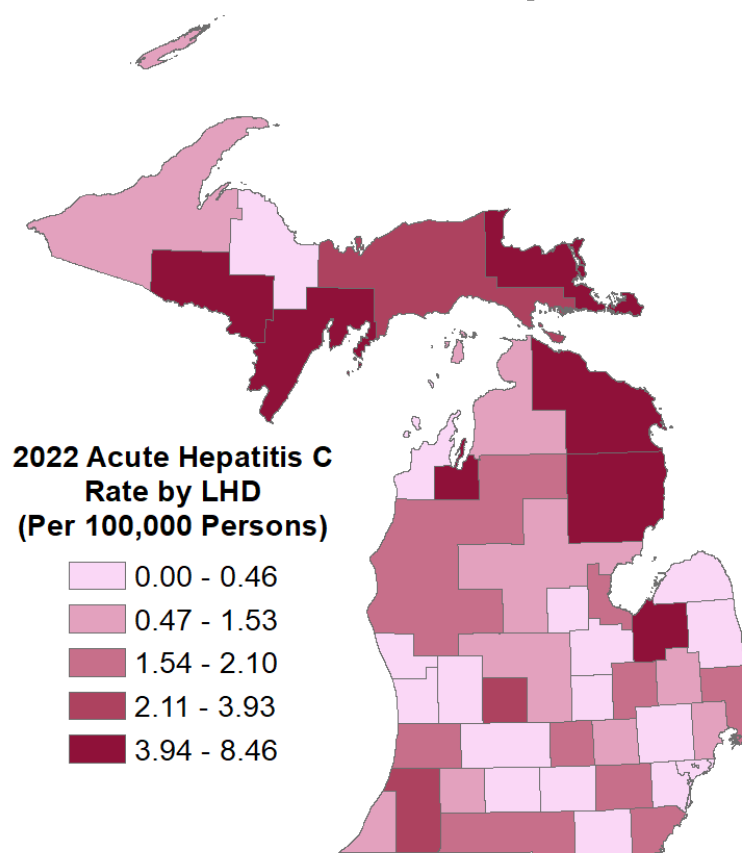 2022 Acute Hepatitis C
Rate by LHD
(Per 100,000 Persons)
0.00 - 0.46
0.47 - 1.53
1.54 - 2.10
2.11 - 3.93
3.94 - 8.46